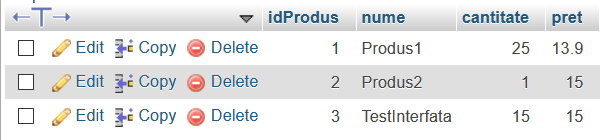 idProdus nume cantitate pret
Edit Copy Delete 1 Produs1 25 13.9
Edit Copy Delete 2 Produs2 1 15
Edit Copy Delete 3 TestInterfata 15 15